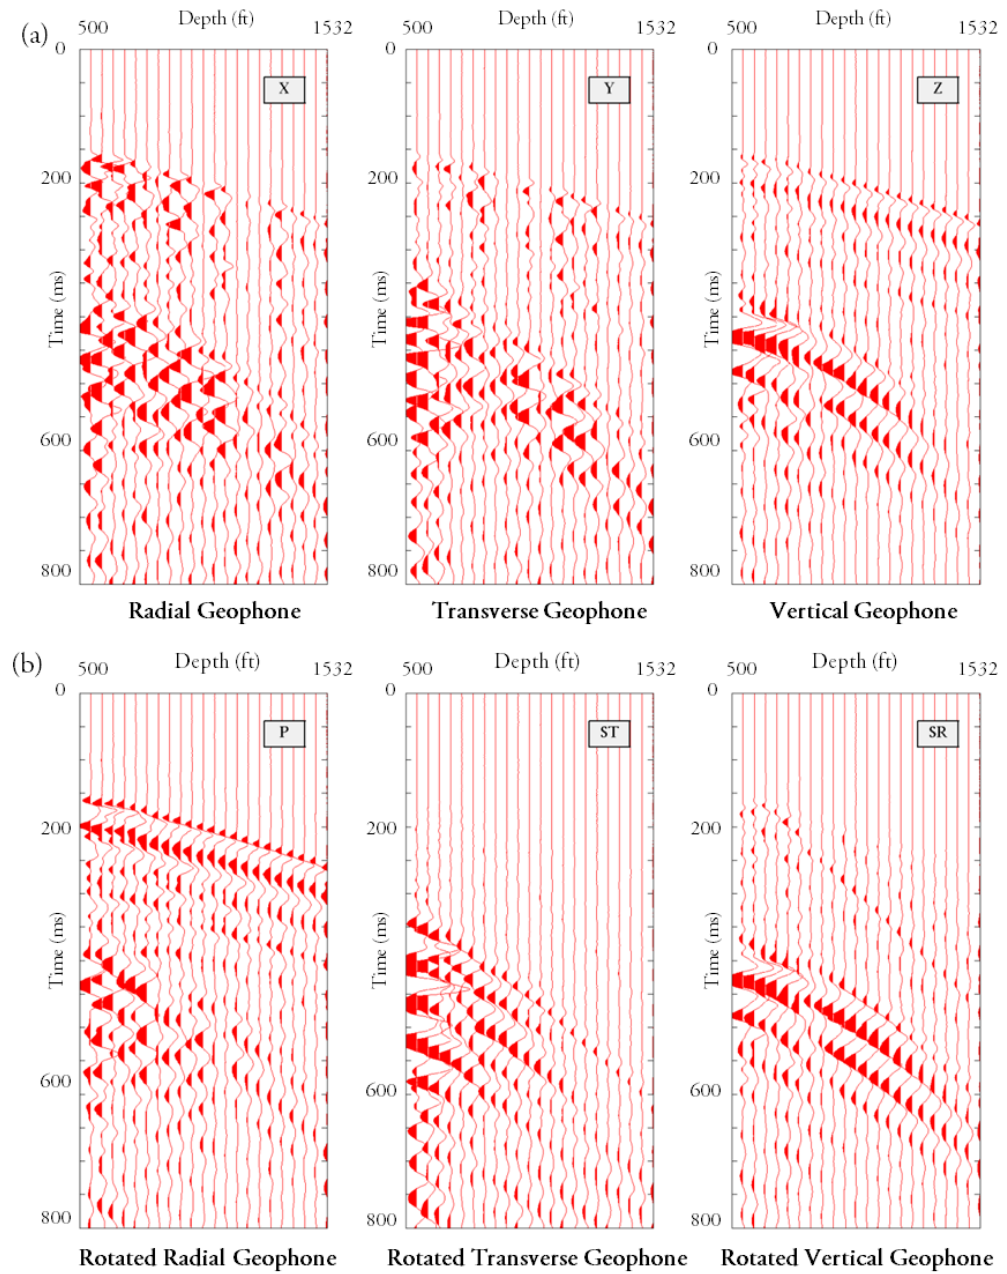 (a)
Depth (ft) Depth (ft) Depth (ft)
500 1532 500 1532 500 1532
0 0 0
X Y Z
200 200 200
Time (ms) Time (ms) Time (ms)
600 600 600
800 800 800
Radial Geophone Transverse Geophone Vertical Geophone
(b)
Depth (ft) Depth (ft) Depth (ft)
500 1532 500 1532 500 1532
0 0 0
P ST SR
200 200 200
Time (ms) Time (ms) Time (ms)
600 600 600
800 800 800
Rotated Radial Geophone Rotated Transverse Geophone Rotated Vertical Geophone